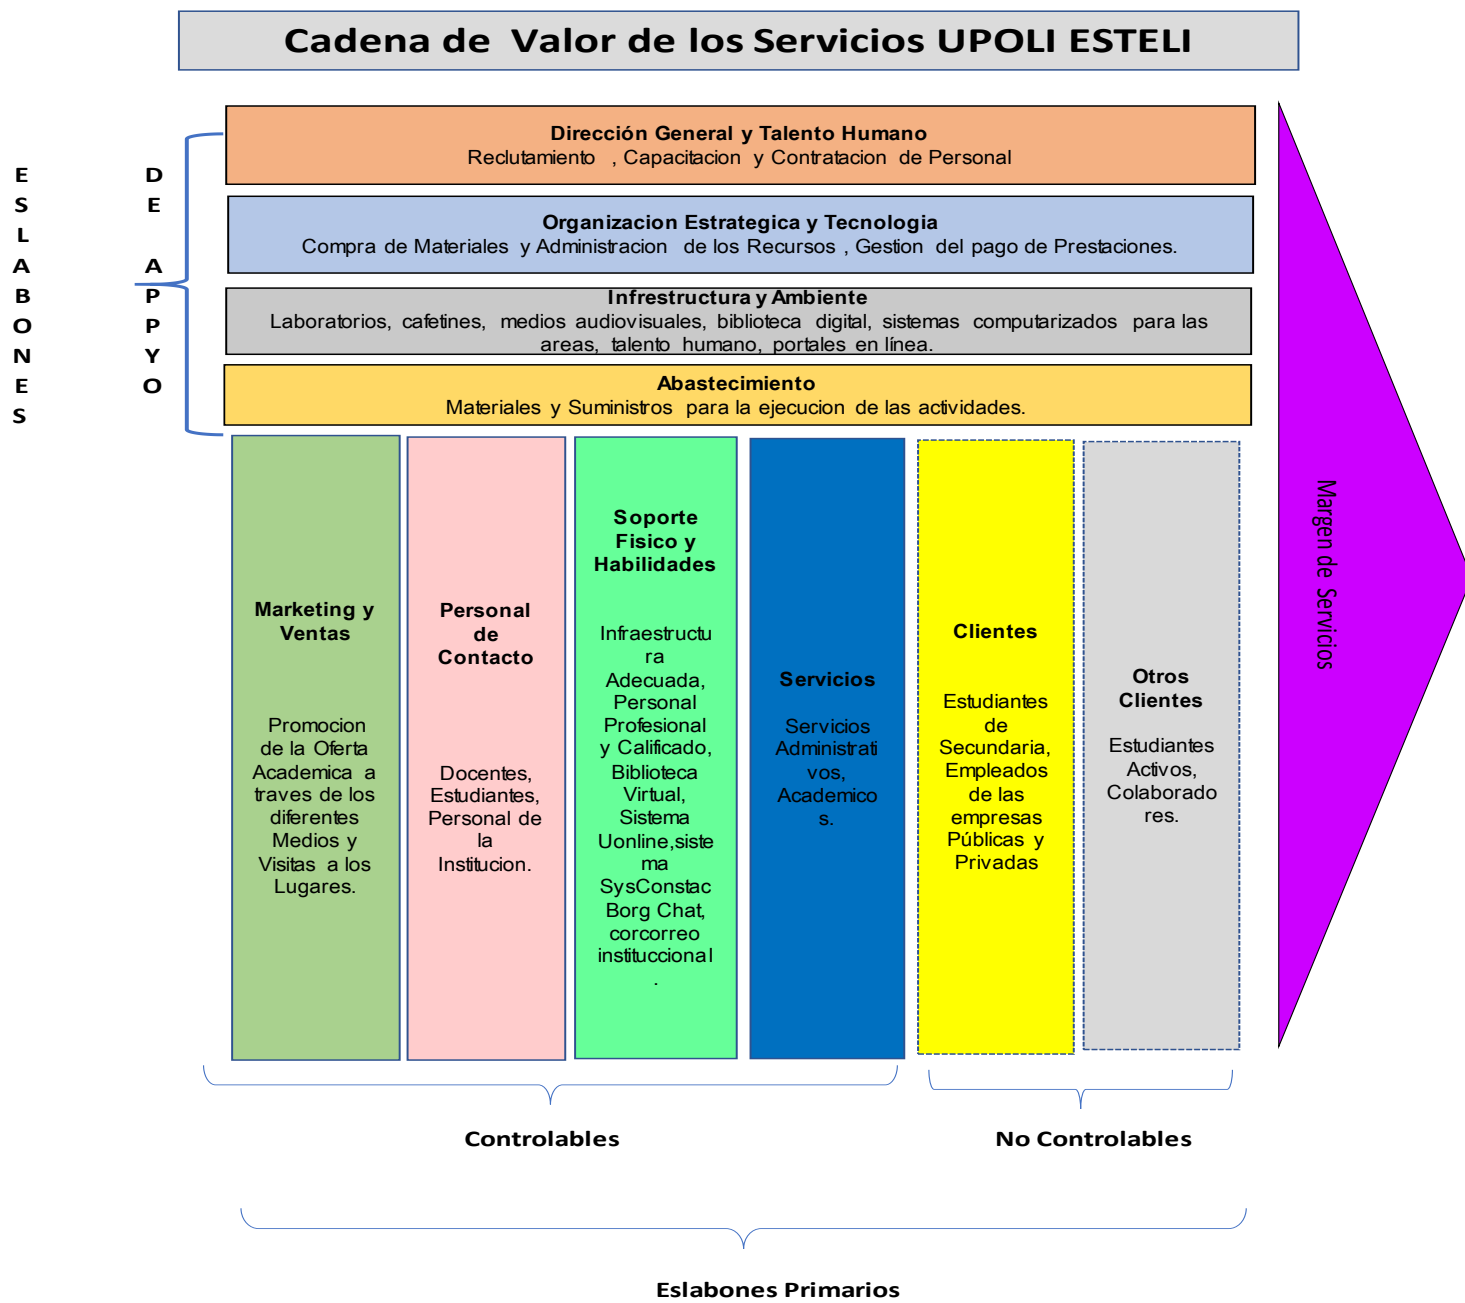 Cadena de Valor de los Servicios UPOLI ESTELI
ESLABONES
DE APPYO
Dirección General y Talento Humano
Reclutamiento , Capacitacion y Contratacion de Personal
Organizacion Estrategica y Tecnologia
Compra de Materiales y Administracion de los Recursos , Gestion del pago de Prestaciones.
Infrestructura y Ambiente
Laboratorios, cafetines, medios audiovisuales, biblioteca digital, sistemas computarizados para las
areas, talento humano, portales en línea.
Abastecimiento
Materiales y Suministros para la ejecucion de las actividades.
Marketing y
Ventas
Promocion
de la Oferta
Academica a
traves de los
diferentes
Medios y
Visitas a los
Lugares.
Personal
de
Contacto
Docentes,
Estudiantes,
Personal de
la
Institucion.
Soporte
Fisico y
Habilidades
Infraestructu
ra
Adecuada,
Personal
Profesional
y Calificado,
Biblioteca
Virtual,
Sistema
Uonline,siste
ma
SysConstac
Borg Chat,
corcorreo
instituccional
.
Servicios
Servicios
Administrati
vos,
Academico
s.
Clientes
Estudiantes
de
Secundaria,
Empleados
de las
empresas
Públicas y
Privadas
Otros
Clientes
Estudiantes
Activos,
Colaborado
res.
Margen de Servicios
Controlables
No Controlables
Eslabones Primarios